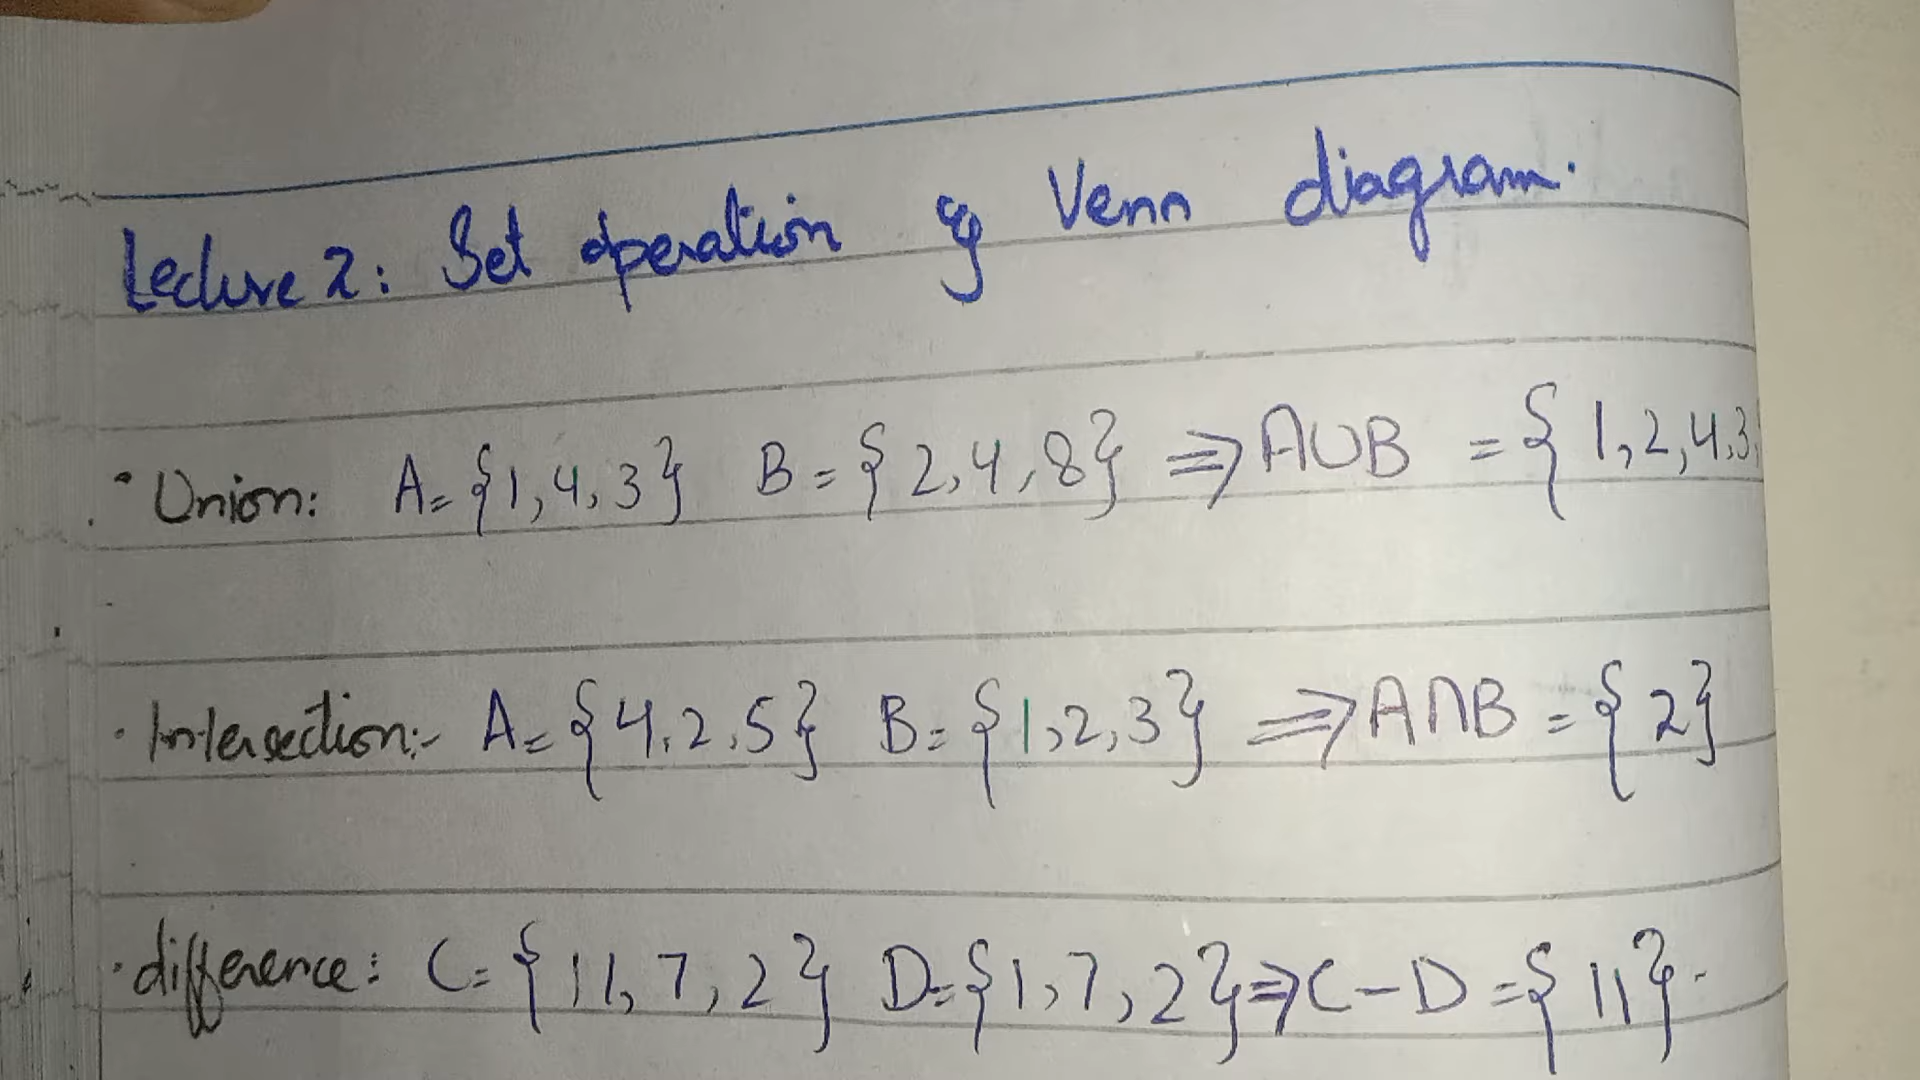 Lecture 2: Set operation & Venn diagram.
• Union: A = {1, 4, 3} B = {2, 4, 8} ⇒ A∪B = {1, 2, 4, 3,
• Intersection:- A = {4, 2, 5} B = {1, 2, 3} ⇒ A∩B = {2}
• difference: C = {11, 7, 2} D = {1, 7, 2} ⇒ C - D = {11}.